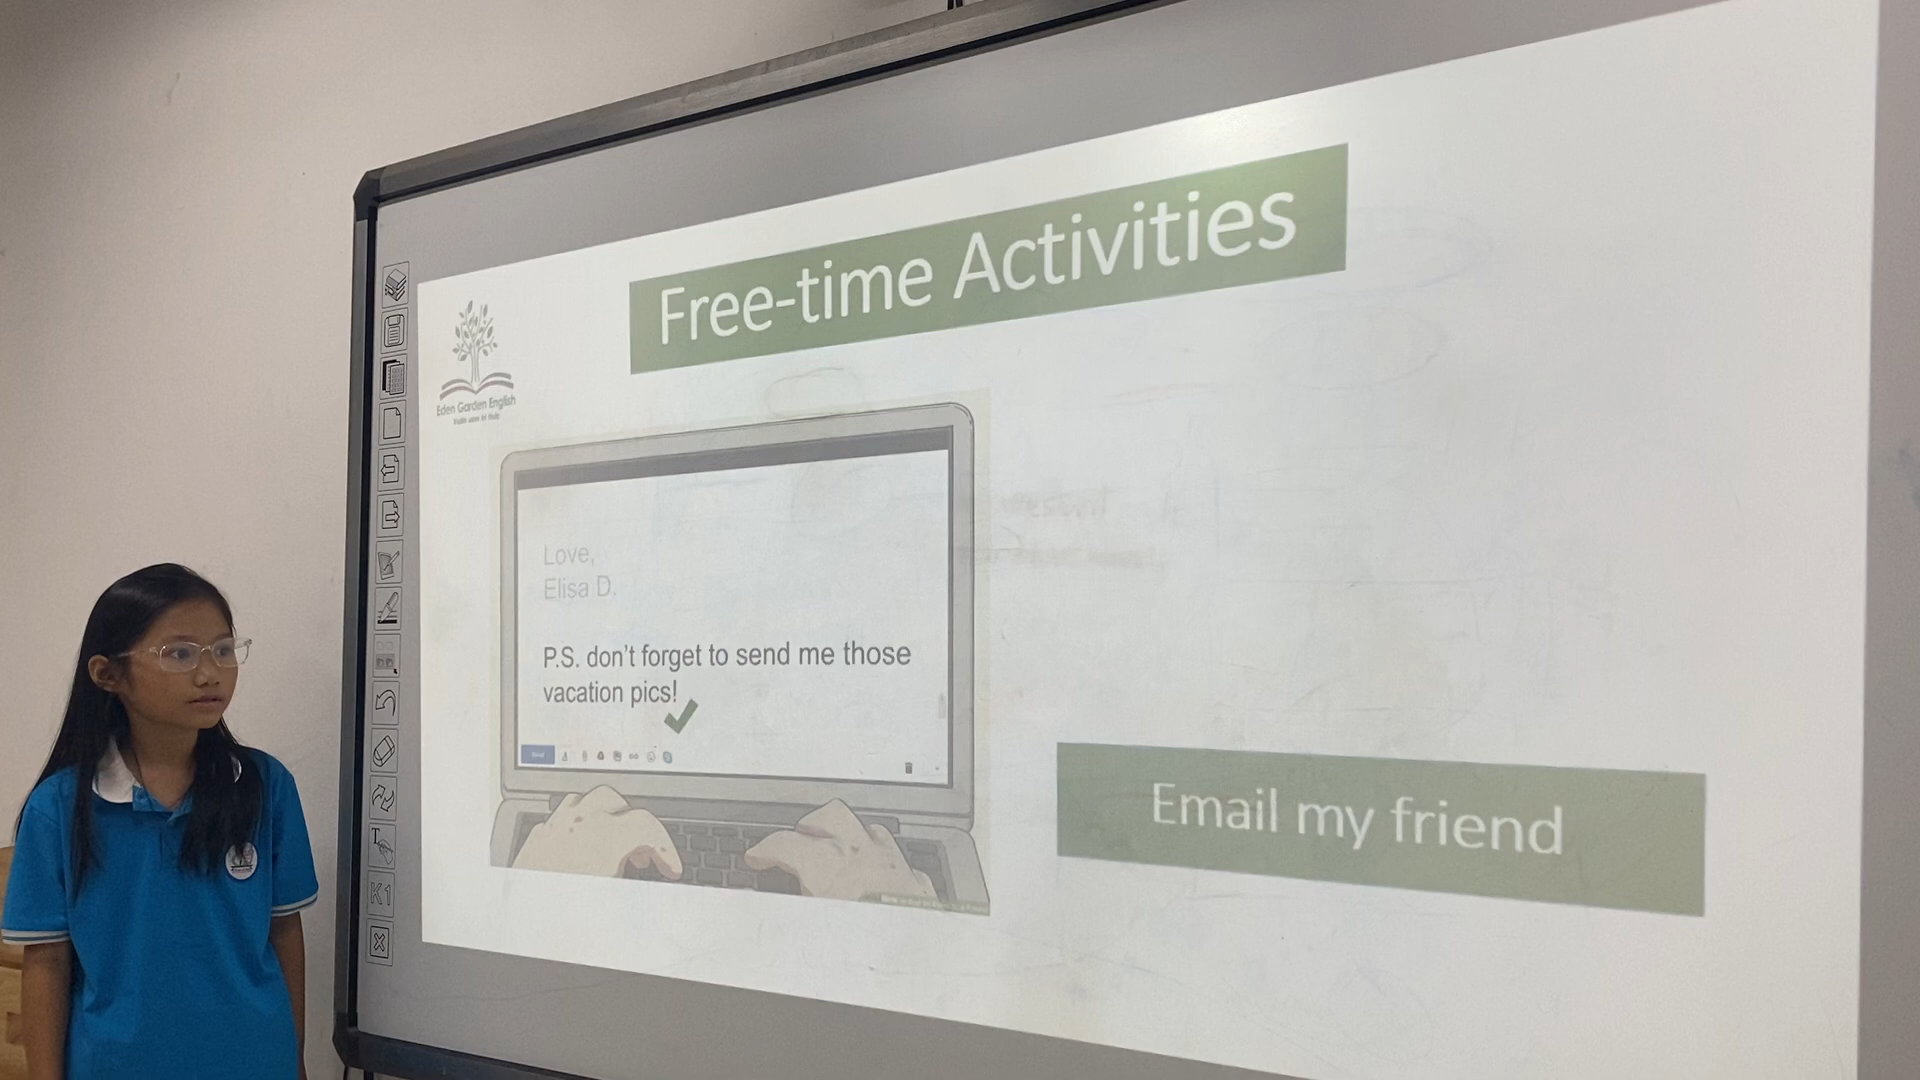 Free-time Activities
Eden Garden English
Love,
Elisa D.
P.S. don't forget to send me those
vacation pics!
Email my friend
T
K1